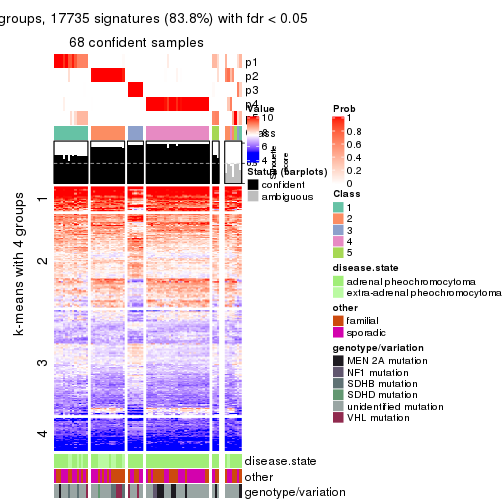 groups, 17735 signatures (83.8%) with fdr < 0.05
68 confident samples
p1
p2
p3
p4
Value
10
8
6
4
Status (barplots)
confident
ambiguous
Prob
1
0.8
0.6
0.4
0.2
0
Class
1
2
3
4
5
disease.state
adrenal pheochromocytoma
extra-adrenal pheochromocytoma
other
familial
sporadic
genotype/variation
MEN 2A mutation
NF1 mutation
SDHB mutation
SDHD mutation
unidentified mutation
VHL mutation
k-means with 4 groups
1
2
3
4
disease.state
other
genotype/variation